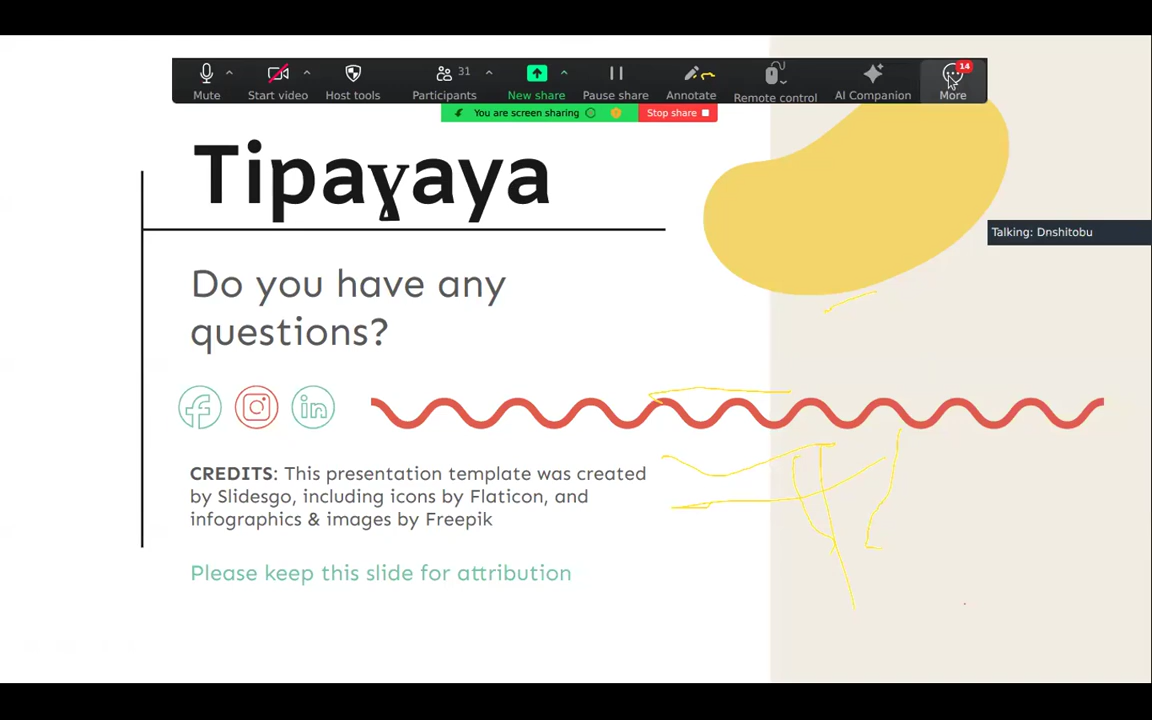 31
14
Mute
Start video
Host tools
Participants
New share
Pause share
Annotate
Remote control
AI Companion
More
You are screen sharing
Stop share
Tipaɣaya
Talking: Dnshitobu
Do you have any
questions?
CREDITS: This presentation template was created
by Slidesgo, including icons by Flaticon, and
infographics & images by Freepik
Please keep this slide for attribution